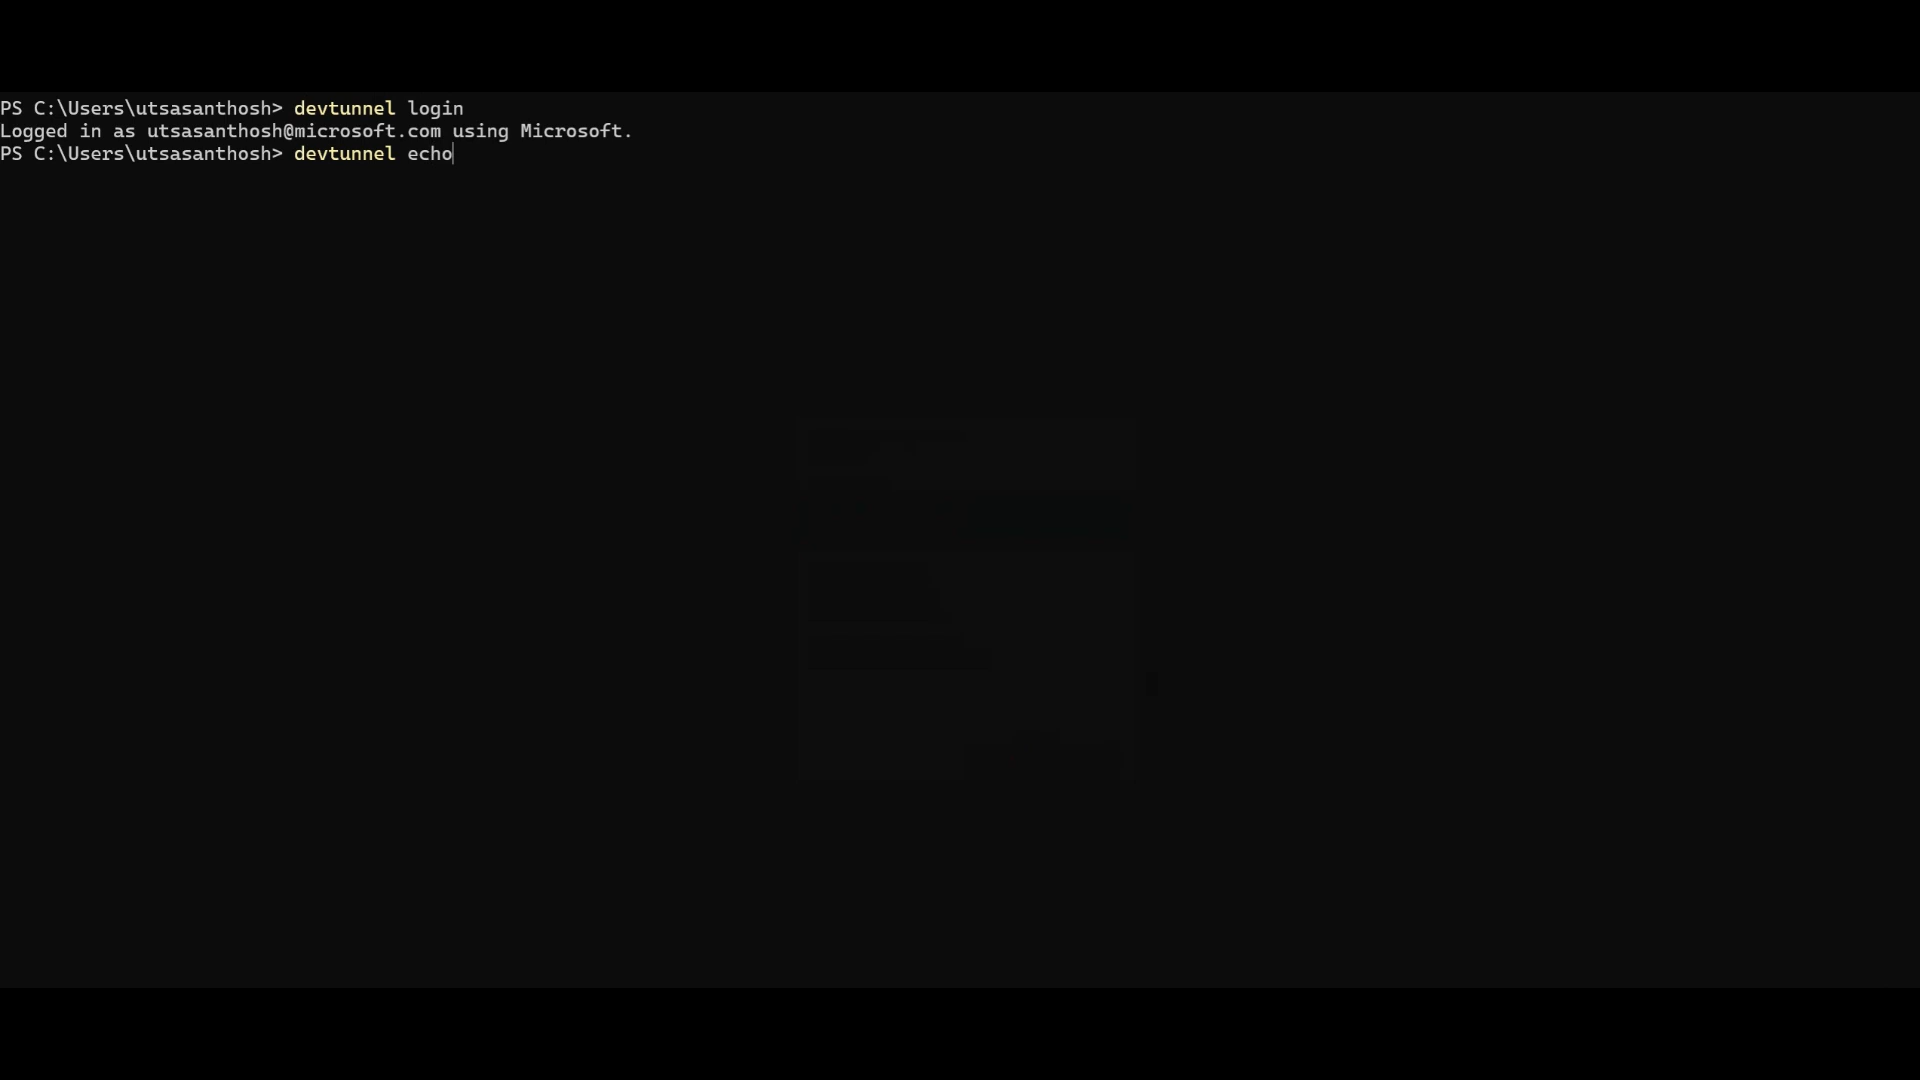 PS C:\Users\utsasanthosh> devtunnel login
Logged in as utsasanthosh@microsoft.com using Microsoft.
PS C:\Users\utsasanthosh> devtunnel echo